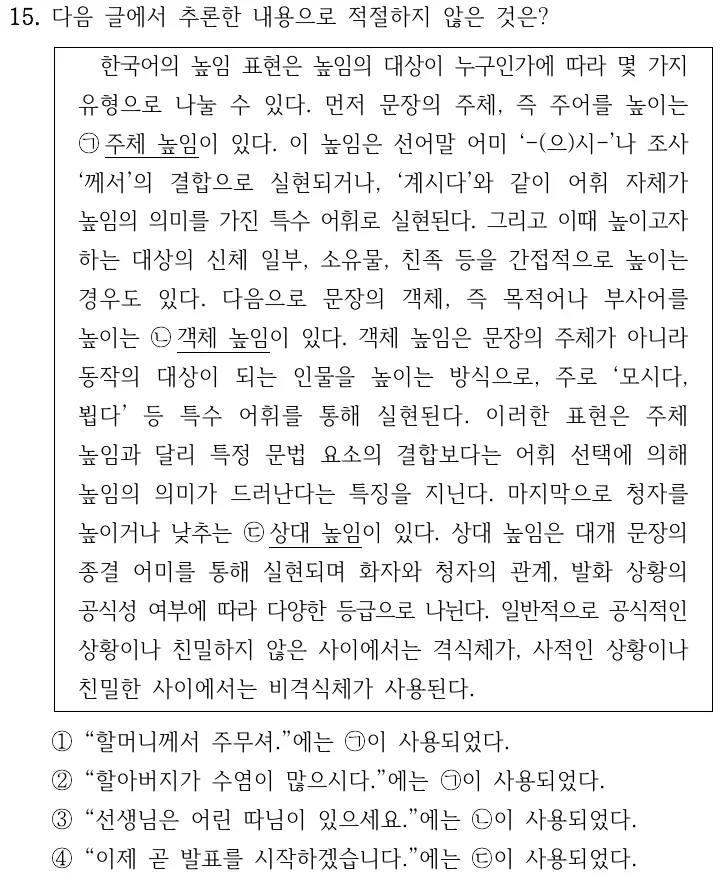 15. 다음 글에서 추론한 내용으로 적절하지 않은 것은?
한국어의 높임 표현은 높임의 대상이 누구인가에 따라 몇 가지
유형으로 나눌 수 있다. 먼저 문장의 주체, 즉 주어를 높이는
㉠ 주체 높임이 있다. 이 높임은 선어말 어미 ‘-(으)시-’나 조사
‘께서’의 결합으로 실현되거나, ‘계시다’와 같이 어휘 자체가
높임의 의미를 가진 특수 어휘로 실현된다. 그리고 이때 높이고자
하는 대상의 신체 일부, 소유물, 친족 등을 간접적으로 높이는
경우도 있다. 다음으로 문장의 객체, 즉 목적어나 부사어를
높이는 ㉡ 객체 높임이 있다. 객체 높임은 문장의 주체가 아니라
동작의 대상이 되는 인물을 높이는 방식으로, 주로 ‘모시다,
뵙다’ 등 특수 어휘를 통해 실현된다. 이러한 표현은 주체
높임과 달리 특정 문법 요소의 결합보다는 어휘 선택에 의해
높임의 의미가 드러난다는 특징을 지닌다. 마지막으로 청자를
높이거나 낮추는 ㉢ 상대 높임이 있다. 상대 높임은 대개 문장의
종결 어미를 통해 실현되며 화자와 청자의 관계, 발화 상황의
공식성 여부에 따라 다양한 등급으로 나뉜다. 일반적으로 공식적인
상황이나 친밀하지 않은 사이에서는 격식체가, 사적인 상황이나
친밀한 사이에서는 비격식체가 사용된다.
① “할머니께서 주무셔.”에는 ㉠이 사용되었다.
② “할아버지가 수염이 많으시다.”에는 ㉠이 사용되었다.
③ “선생님은 어린 따님이 있으세요.”에는 ㉡이 사용되었다.
④ “이제 곧 발표를 시작하겠습니다.”에는 ㉢이 사용되었다.